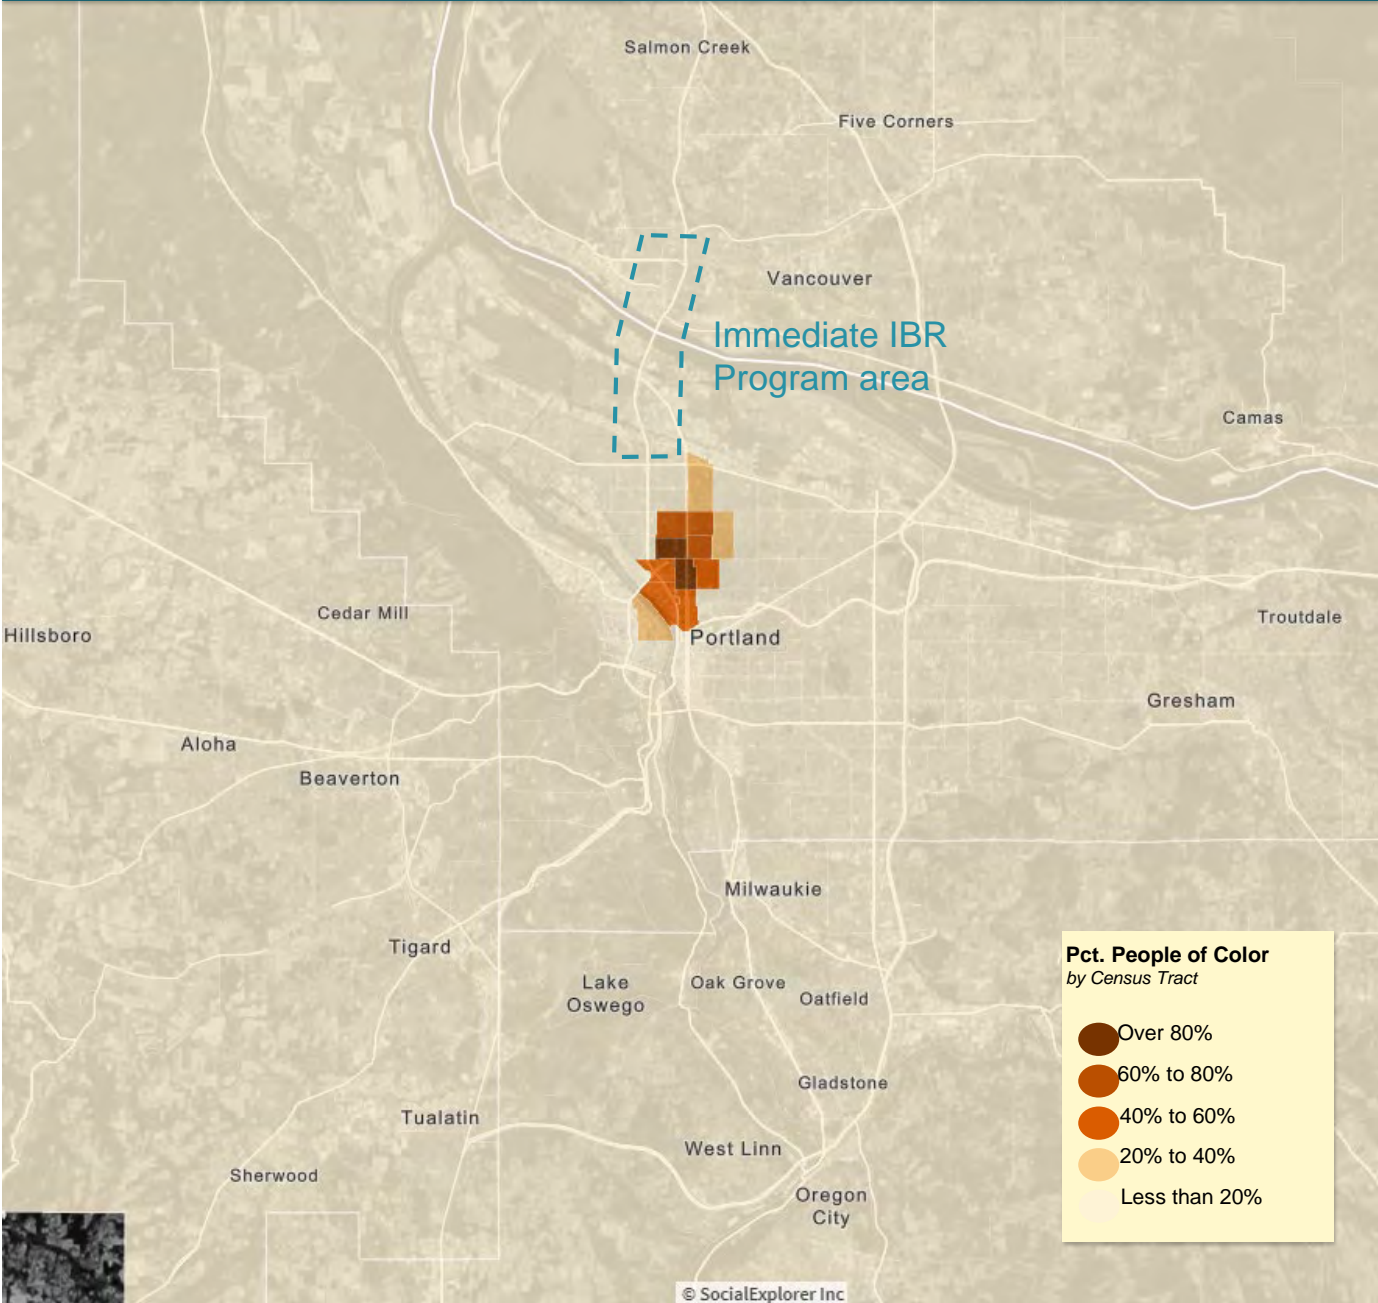 Salmon Creek
Five Corners
Vancouver
Immediate IBR
Program area
Camas
Cedar Mill
Hillsboro
Troutdale
Portland
Gresham
Aloha
Beaverton
Milwaukie
Tigard
Pct. People of Color
by Census Tract
Lake
Oswego
Oak Grove
Oatfield
Over 80%
60% to 80%
40% to 60%
20% to 40%
Less than 20%
Gladstone
Tualatin
West Linn
Sherwood
Oregon
City
© SocialExplorer Inc